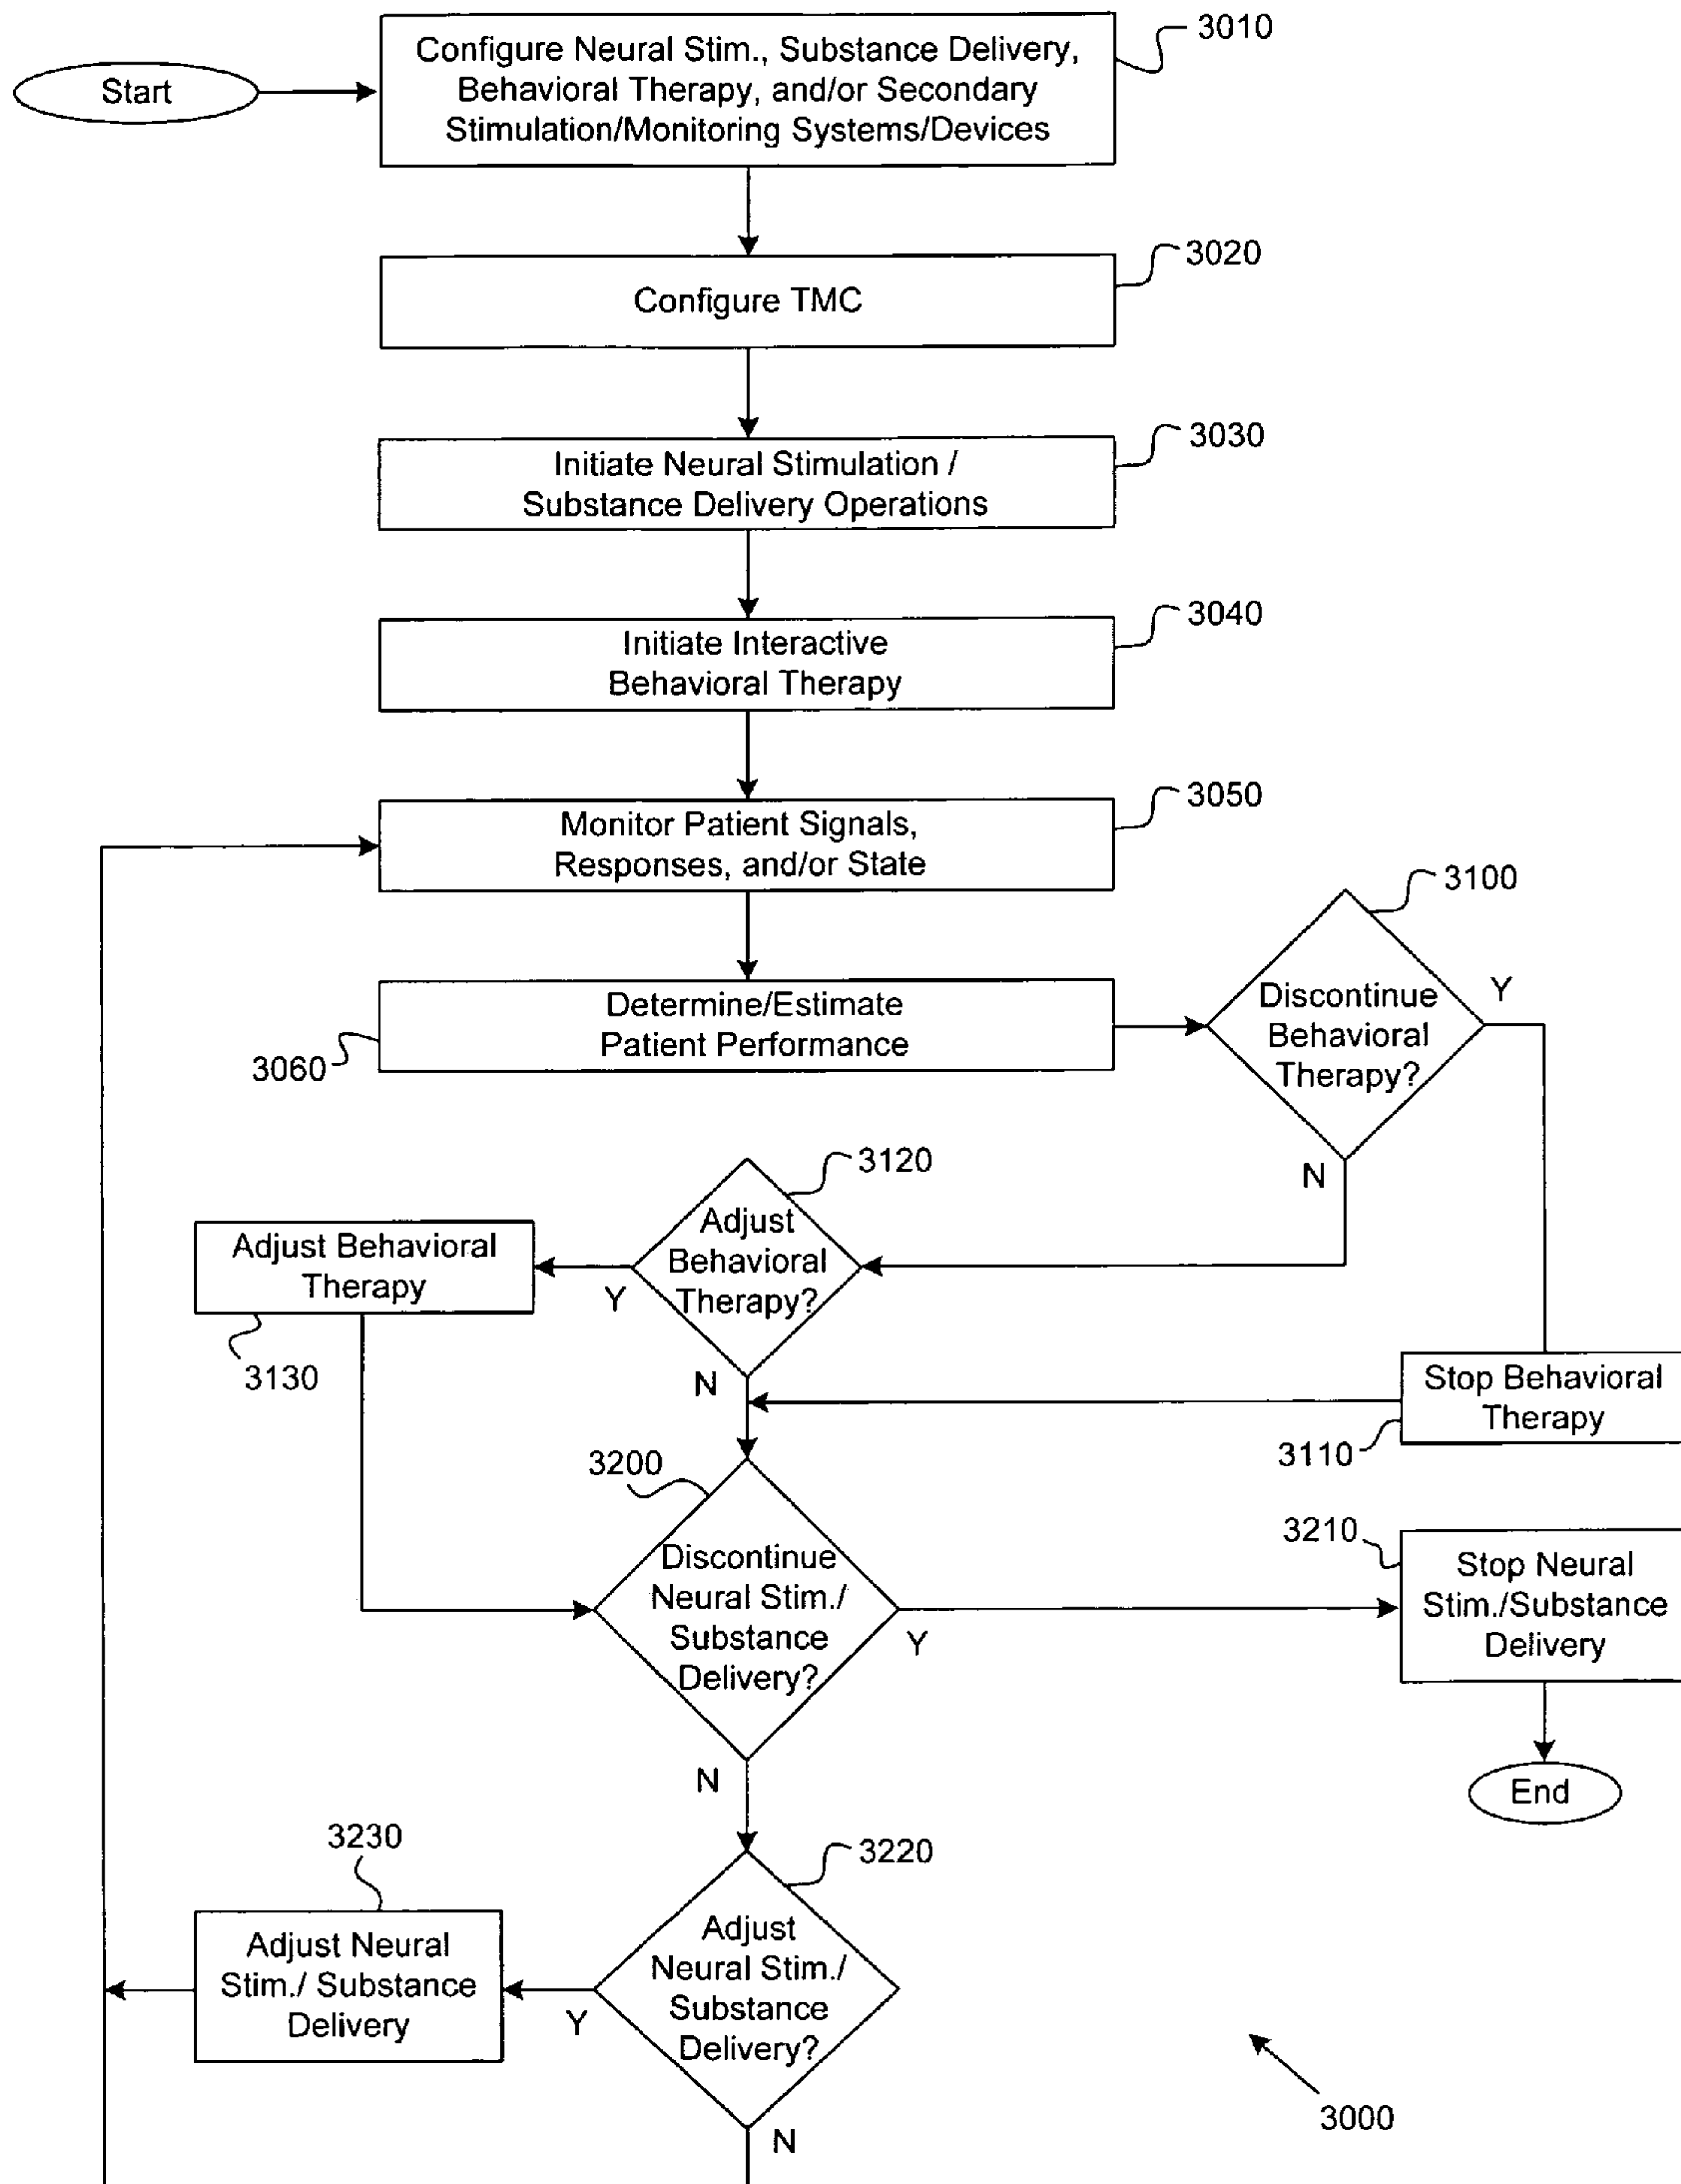 3010
Configure Neural Stim., Substance Delivery,
Behavioral Therapy, and/or Secondary
Stimulation/Monitoring Systems/Devices
Start
3020
Configure TMC
3030
Initiate Neural Stimulation /
Substance Delivery Operations
3040
Initiate Interactive
Behavioral Therapy
3050
Monitor Patient Signals,
Responses, and/or State
3060
Determine/Estimate
Patient Performance
3100
Discontinue
Behavioral
Therapy?
Y
N
3120
Adjust
Behavioral
Therapy?
Y
N
Adjust Behavioral
Therapy
3130
Stop Behavioral
Therapy
3110
3200
Discontinue
Neural Stim./
Substance
Delivery?
Y
N
3210
Stop Neural
Stim./Substance
Delivery
End
3220
Adjust
Neural Stim./
Substance
Delivery?
Y
N
3230
Adjust Neural
Stim./ Substance
Delivery
3000